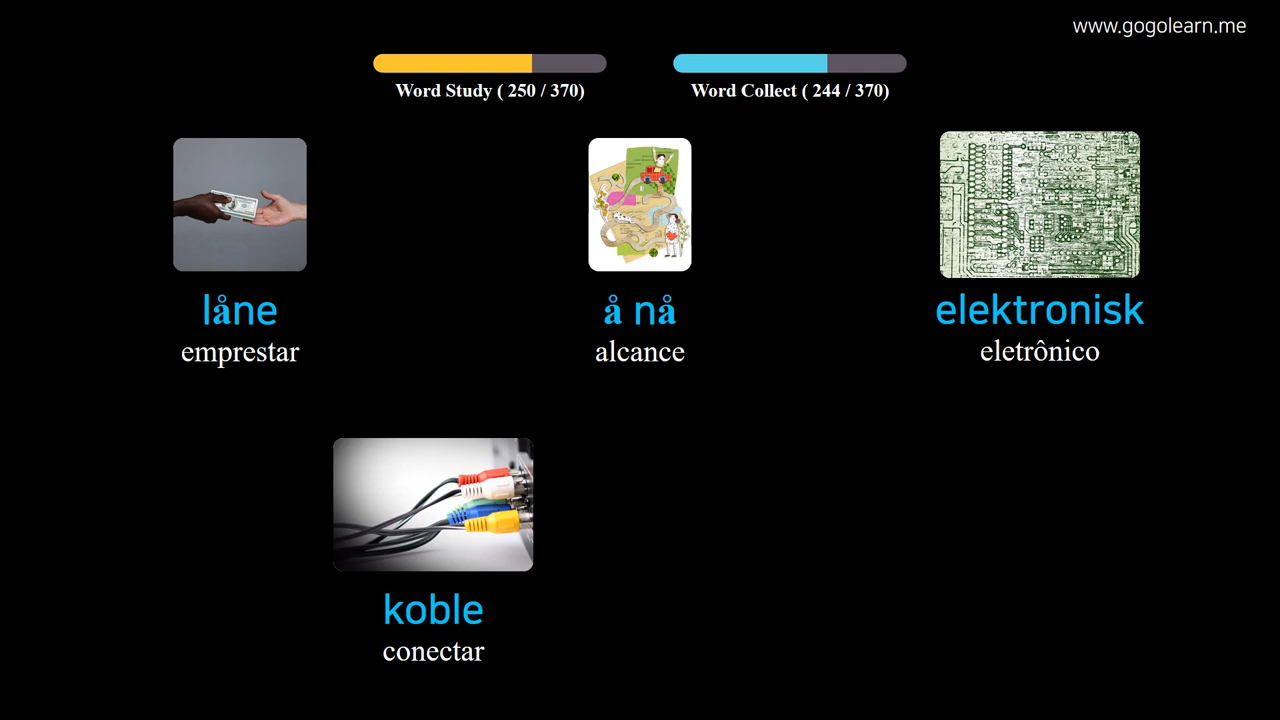 www.gogolearn.me
Word Study ( 250 / 370)
Word Collect ( 244 / 370)
låne
emprestar
å nå
alcance
elektronisk
eletrônico
koble
conectar